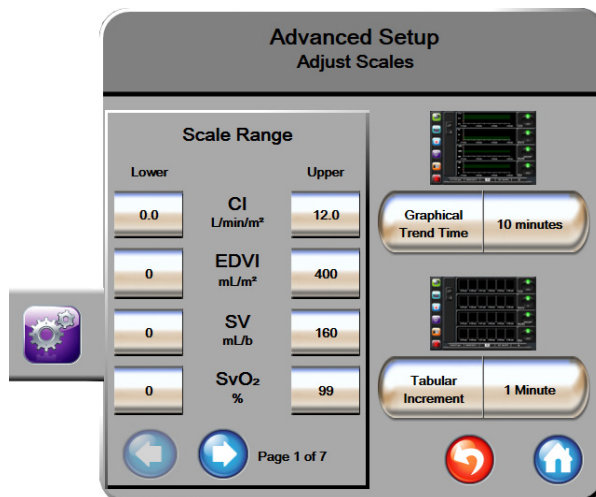 Advanced Setup
Adjust Scales
Scale Range
Lower
Upper
0.0
CI
L/min/m²
12.0
0
EDVI
mL/m²
400
0
SV
mL/b
160
0
SvO₂
%
99
Page 1 of 7
Graphical
Trend Time
10 minutes
Tabular
Increment
1 Minute